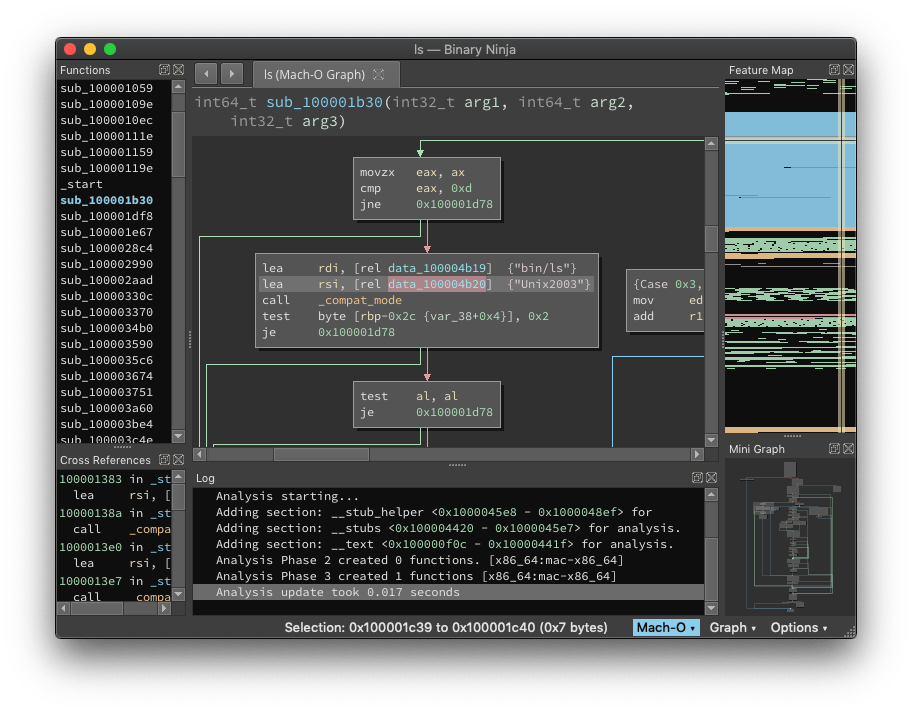 ls — Binary Ninja
Functions
sub_100001059
sub_10000109e
sub_1000010ec
sub_10000111e
sub_100001159
sub_10000119e
_start
sub_100001b30
sub_100001df8
sub_100001e67
sub_1000028c4
sub_100002990
sub_100002aad
sub_10000330c
sub_100003370
sub_1000034b0
sub_100003590
sub_1000035c6
sub_100003674
sub_100003751
sub_100003a60
sub_100003be4
sub_100003c4e
Cross References
100001383 in _st
lea rsi, [
10000138a in _st
call _compa
1000013e0 in _st
lea rsi, [
1000013e7 in _st
call _compa
ls (Mach-O Graph)
int64_t sub_100001b30(int32_t arg1, int64_t arg2,
int32_t arg3)
movzx eax, ax
cmp eax, 0xd
jne 0x100001d78
lea rdi, [rel data_100004b19] {"bin/ls"}
lea rsi, [rel data_100004b20] {"Unix2003"}
call _compat_mode
test byte [rbp-0x2c {var_38+0x4}], 0x2
je 0x100001d78
{Case 0x3,
mov ed
add r1
test al, al
je 0x100001d78
Log
Analysis starting...
Adding section: __stub_helper <0x1000045e8 - 0x1000048ef> for
Adding section: __stubs <0x100004420 - 0x1000045e7> for analysis.
Adding section: __text <0x100000f0c - 0x10000441f> for analysis.
Analysis Phase 2 created 0 functions. [x86_64:mac-x86_64]
Analysis Phase 3 created 1 functions [x86_64:mac-x86_64]
Analysis update took 0.017 seconds
Feature Map
Mini Graph
Selection: 0x100001c39 to 0x100001c40 (0x7 bytes)
Mach-O
Graph
Options